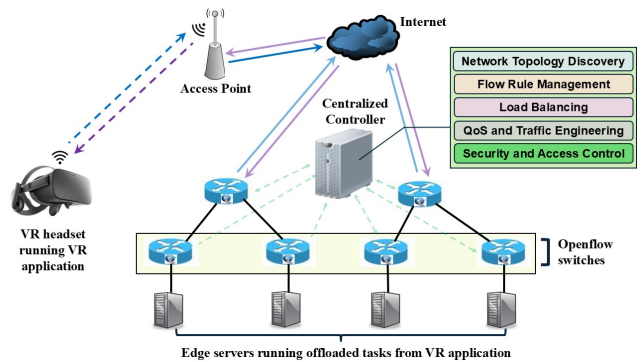 Internet
Access Point
Network Topology Discovery
Flow Rule Management
Load Balancing
QoS and Traffic Engineering
Security and Access Control
Centralized
Controller
VR headset
running VR
application
Openflow
switches
Edge servers running offloaded tasks from VR application